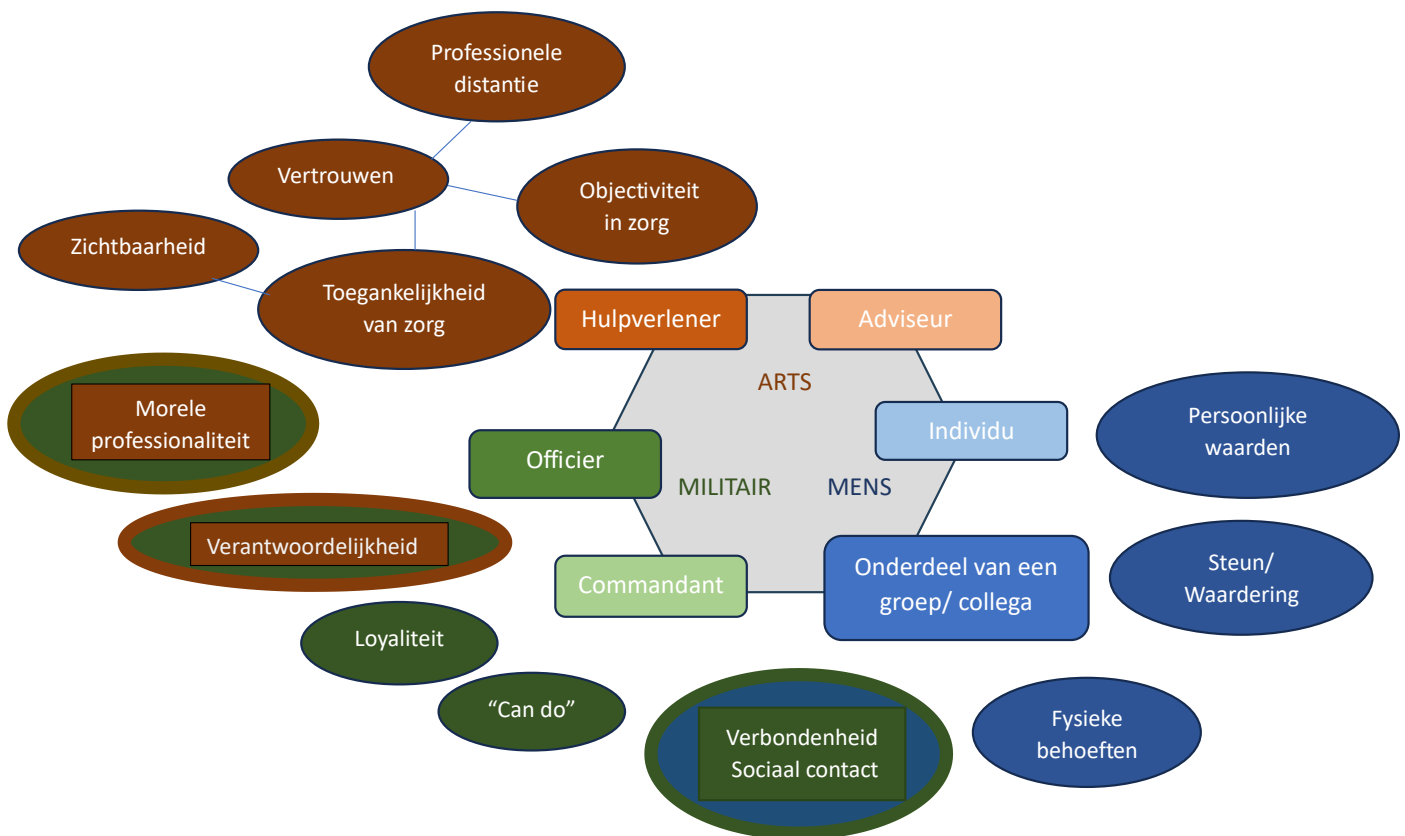 Professionele
distantie
Vertrouwen
Objectiviteit
in zorg
Zichtbaarheid
Toegankelijkheid
van zorg
Hulpverlener
Adviseur
ARTS
Morele
professionaliteit
Persoonlijke
waarden
Individu
Officier
MILITAIR
MENS
Verantwoordelijkheid
Steun/
Waardering
Commandant
Onderdeel van een
groep/ collega
Loyaliteit
“Can do”
Verbondenheid
Sociaal contact
Fysieke
behoeften